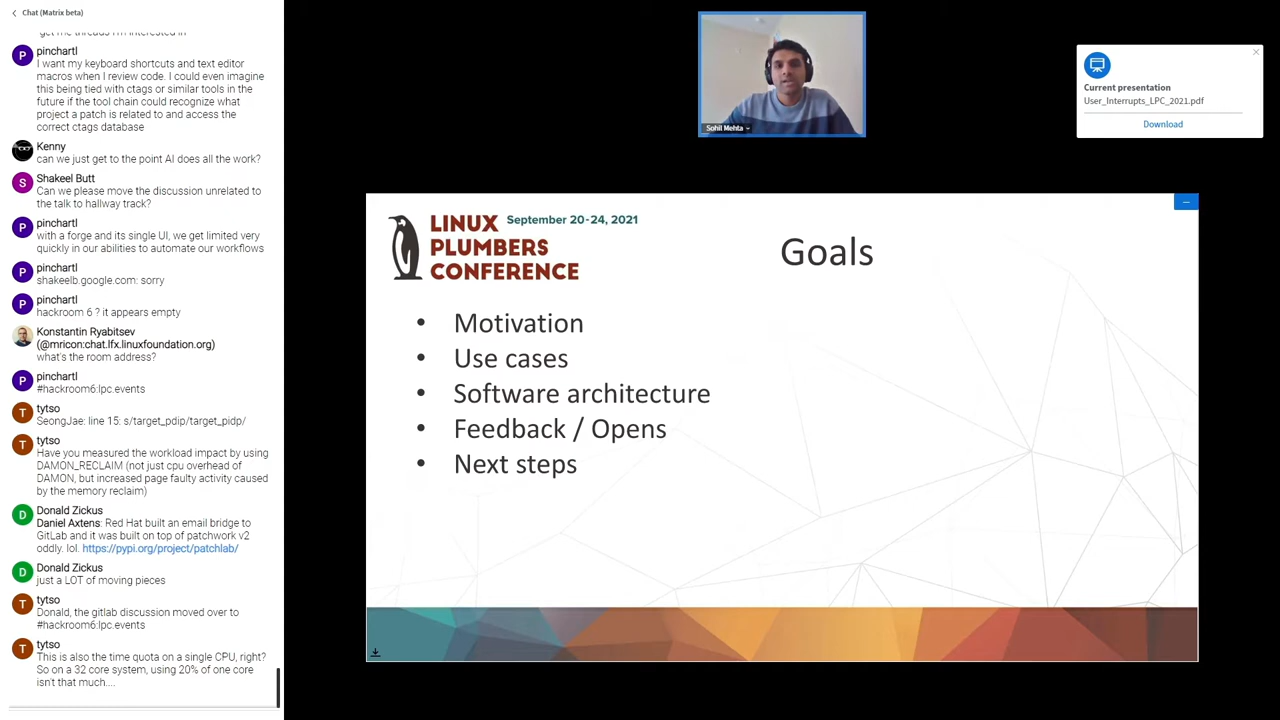 Chat (Matrix beta)
get me threads I'm interested in
P
pinchartl
I want my keyboard shortcuts and text editor
macros when I review code. I could even imagine
this being tied with ctags or similar tools in the
future if the tool chain could recognize what
project a patch is related to and access the
correct ctags database
Kenny
can we just get to the point AI does all the work?
S
Shakeel Butt
Can we please move the discussion unrelated to
the talk to hallway track?
P
pinchartl
with a forge and its single UI, we get limited very
quickly in our abilities to automate our workflows
P
pinchartl
shakeelb.google.com: sorry
P
pinchartl
hackroom 6 ? it appears empty
Konstantin Ryabitsev
(@mricon:chat.lfx.linuxfoundation.org)
what's the room address?
P
pinchartl
#hackroom6:lpc.events
T
tytso
SeongJae: line 15: s/target_pdip/target_pidp/
T
tytso
Have you measured the workload impact by using
DAMON_RECLAIM (not just cpu overhead of
DAMON, but increased page faulty activity caused
by the memory reclaim)
D
Donald Zickus
Daniel Axtens: Red Hat built an email bridge to
GitLab and it was built on top of patchwork v2
oddly. lol. https://pypi.org/project/patchlab/
D
Donald Zickus
just a LOT of moving pieces
T
tytso
Donald, the gitlab discussion moved over to
#hackroom6:lpc.events
T
tytso
This is also the time quota on a single CPU, right?
So on a 32 core system, using 20% of one core
isn't that much....
Sohil Mehta
Current presentation
User_Interrupts_LPC_2021.pdf
Download
LINUX
PLUMBERS
CONFERENCE
September 20-24, 2021
Goals
• Motivation
• Use cases
• Software architecture
• Feedback / Opens
• Next steps